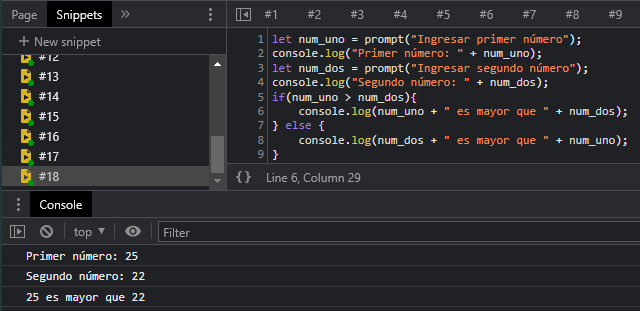 Page Snippets
#1 #2 #3 #4 #5 #6 #7 #8 #9
+ New snippet
#12
#13
#14
#15
#16
#17
#18
1 let num_uno = prompt("Ingresar primer número");
2 console.log("Primer número: " + num_uno);
3 let num_dos = prompt("Ingresar segundo número");
4 console.log("Segundo número: " + num_dos);
5 if(num_uno > num_dos){
6 console.log(num_uno + " es mayor que " + num_dos);
7 } else {
8 console.log(num_dos + " es mayor que " + num_uno);
9 }
{} Line 6, Column 29
Console
top Filter
Primer número: 25
Segundo número: 22
25 es mayor que 22